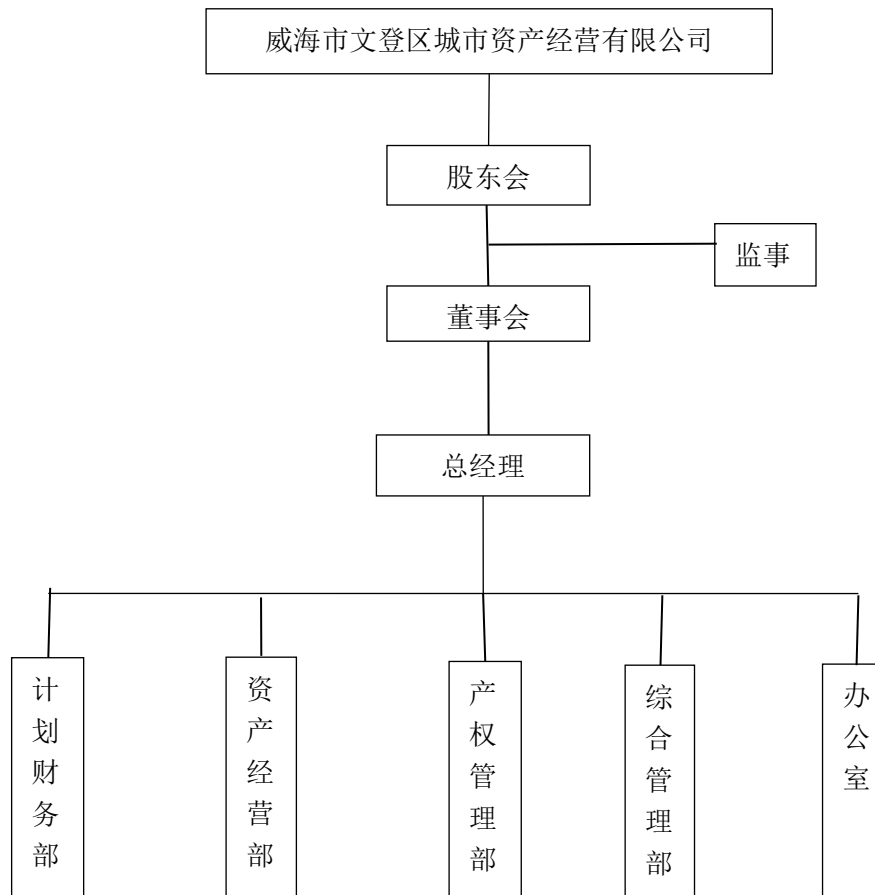 威海市文登区城市资产经营有限公司
股东会
监事
董事会
总经理
计划财务部
资产经营部
产权管理部
综合管理部
办公室